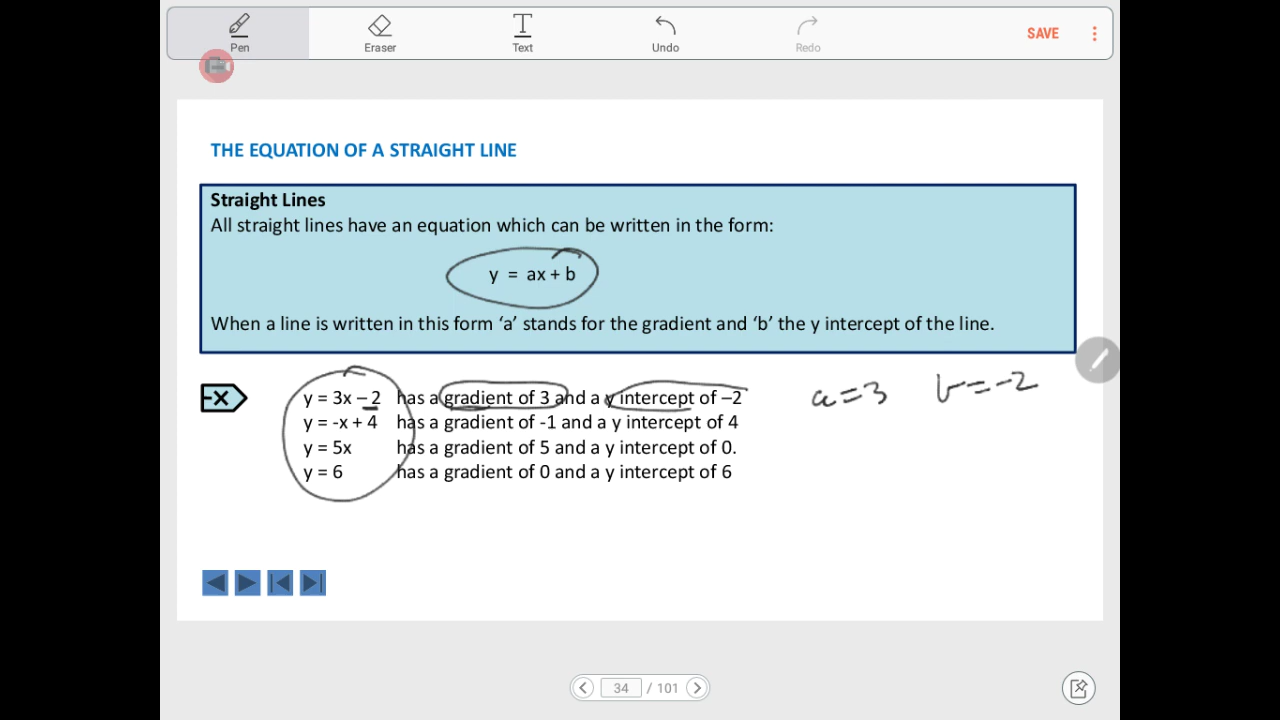 Pen Eraser Text Undo Redo SAVE
THE EQUATION OF A STRAIGHT LINE
Straight Lines
All straight lines have an equation which can be written in the form:
y = ax + b
When a line is written in this form ‘a’ stands for the gradient and ‘b’ the y intercept of the line.
-X
y = 3x – 2 has a gradient of 3 and a y intercept of –2 a=3 b=-2
y = -x + 4 has a gradient of -1 and a y intercept of 4
y = 5x has a gradient of 5 and a y intercept of 0.
y = 6 has a gradient of 0 and a y intercept of 6
34 / 101